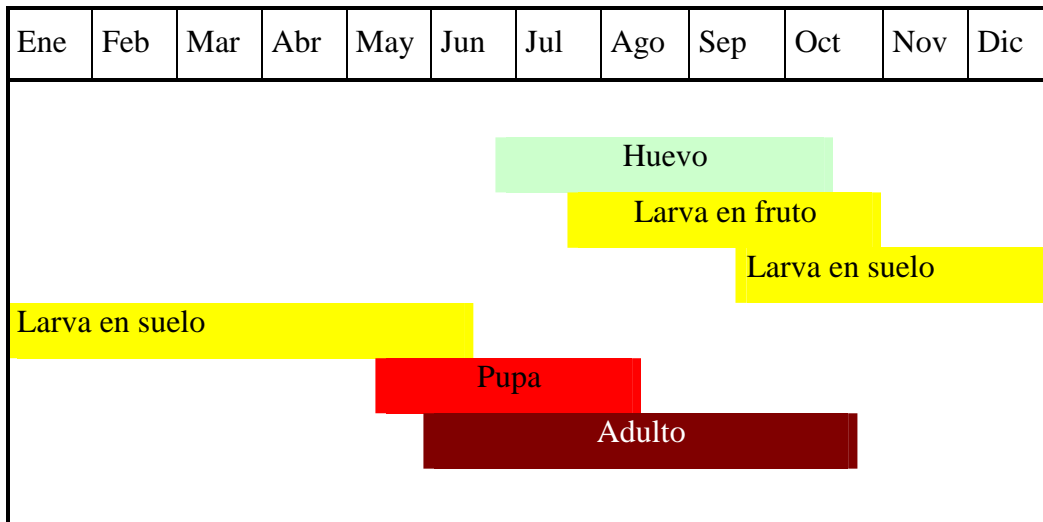 Ene Feb Mar Abr May Jun Jul Ago Sep Oct Nov Dic
Huevo
Larva en fruto
Larva en suelo
Larva en suelo
Pupa
Adulto